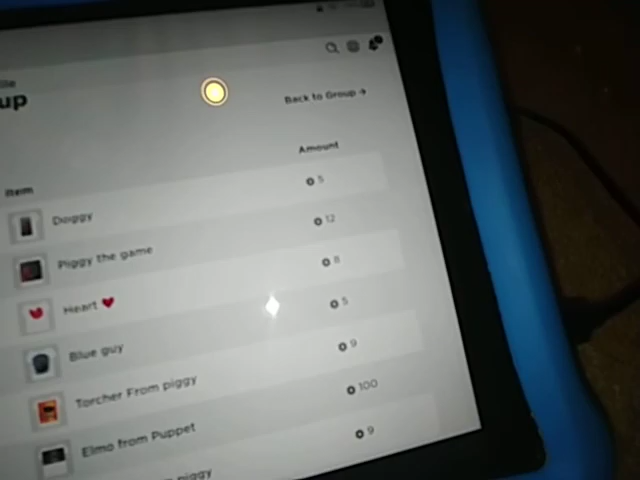 up
Back to Group →
Item Amount
Doggy 5
Piggy the game 12
Heart ❤ 8
Blue guy 5
Torcher From piggy 9
Elmo from Puppet 100
piggy 9